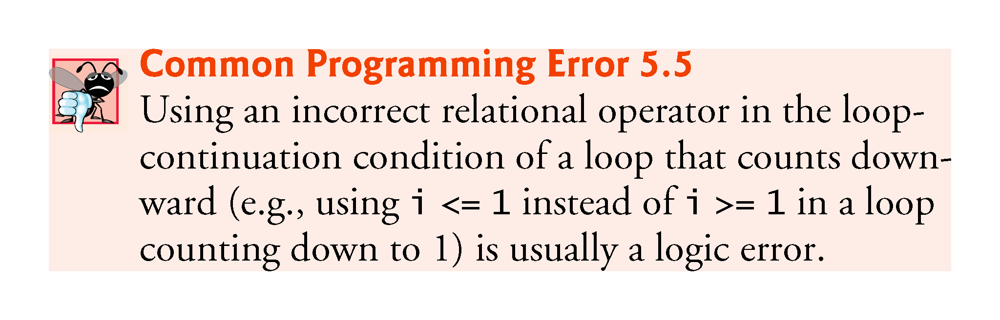 Common Programming Error 5.5
Using an incorrect relational operator in the loop-
continuation condition of a loop that counts down-
ward (e.g., using i <= 1 instead of i >= 1 in a loop
counting down to 1) is usually a logic error.